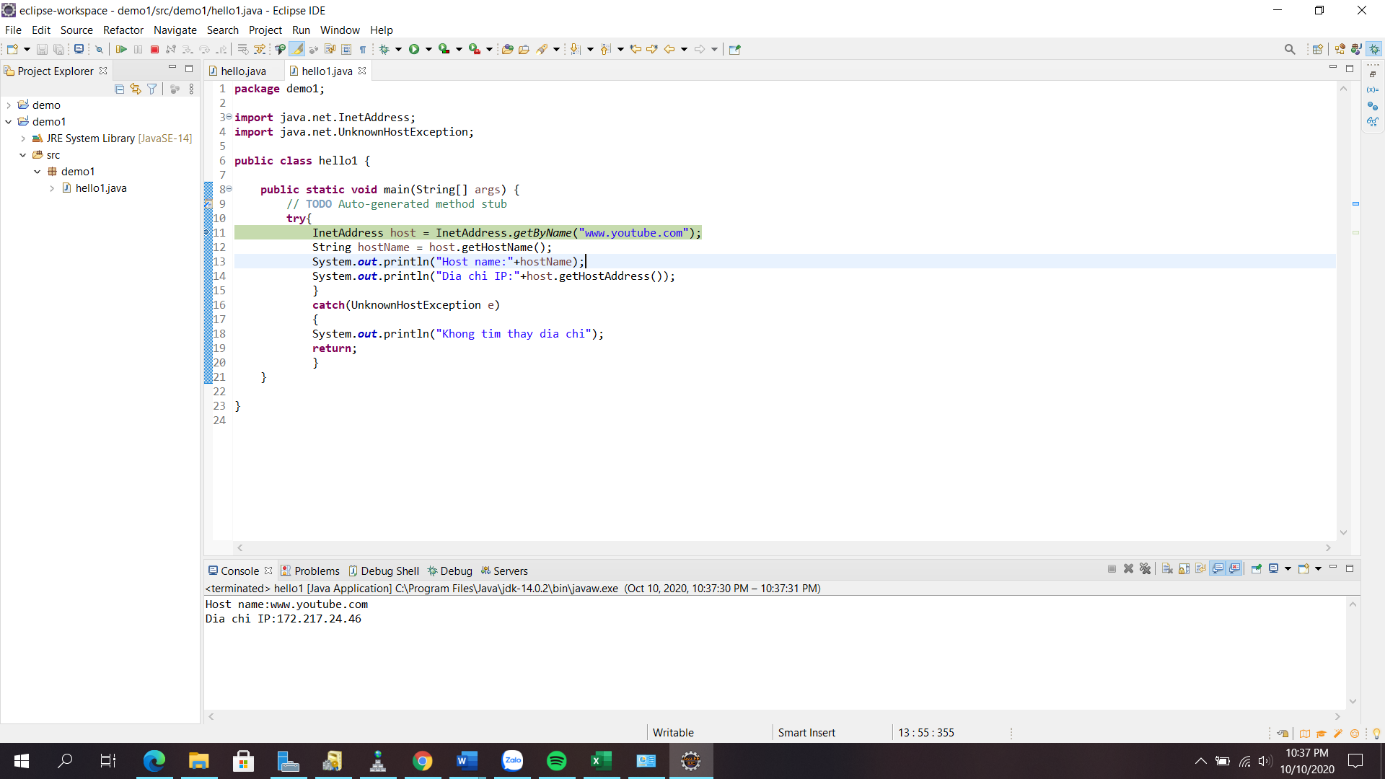 eclipse-workspace - demo1/src/demo1/hello1.java - Eclipse IDE
File Edit Source Refactor Navigate Search Project Run Window Help
Project Explorer
hello.java hello1.java
demo
demo1
JRE System Library [JavaSE-14]
src
demo1
hello1.java
1 package demo1;
2
3 import java.net.InetAddress;
4 import java.net.UnknownHostException;
5
6 public class hello1 {
7
8 public static void main(String[] args) {
9 // TODO Auto-generated method stub
10 try{
11 InetAddress host = InetAddress.getByName("www.youtube.com");
12 String hostName = host.getHostName();
13 System.out.println("Host name:"+hostName);
14 System.out.println("Dia chi IP:"+host.getHostAddress());
15 }
16 catch(UnknownHostException e)
17 {
18 System.out.println("Khong tim thay dia chi");
19 return;
20 }
21 }
22
23 }
24
Console Problems Debug Shell Debug Servers
<terminated> hello1 [Java Application] C:\Program Files\Java\jdk-14.0.2\bin\javaw.exe (Oct 10, 2020, 10:37:30 PM – 10:37:31 PM)
Host name:www.youtube.com
Dia chi IP:172.217.24.46
Writable Smart Insert 13 : 55 : 355
Zalo
10:37 PM
10/10/2020